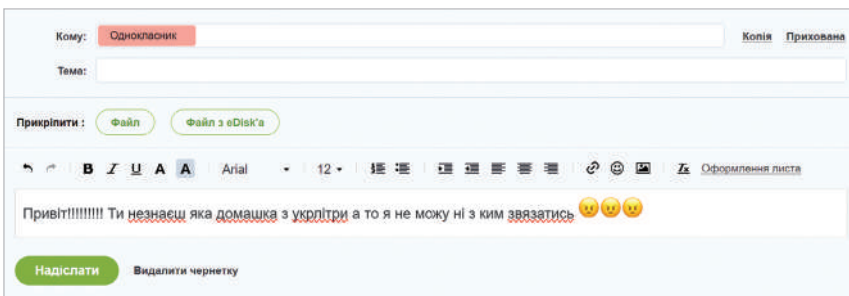 Кому: Однокласник Копія Прихована
Тема:
Прикріпити : Файл Файл з eDisk'a
B I U A A Arial 12 Tx Оформлення листа
Привіт!!!!!!!!! Ти незнаєш яка домашка з укрлітри а то я не можу ні з ким звязатись 😠😠😠
Надіслати Видалити чернетку